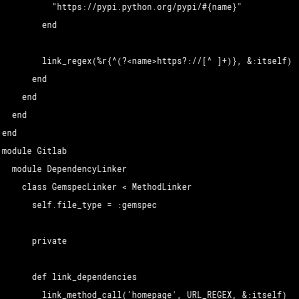 "https://pypi.python.org/pypi/#{name}"
end
link_regex(%r{^(?<name>https?://[^ ]+)}, &:itself)
end
end
end
end
module Gitlab
module DependencyLinker
class GemspecLinker < MethodLinker
self.file_type = :gemspec
private
def link_dependencies
link_method_call('homepage', URL_REGEX, &:itself)